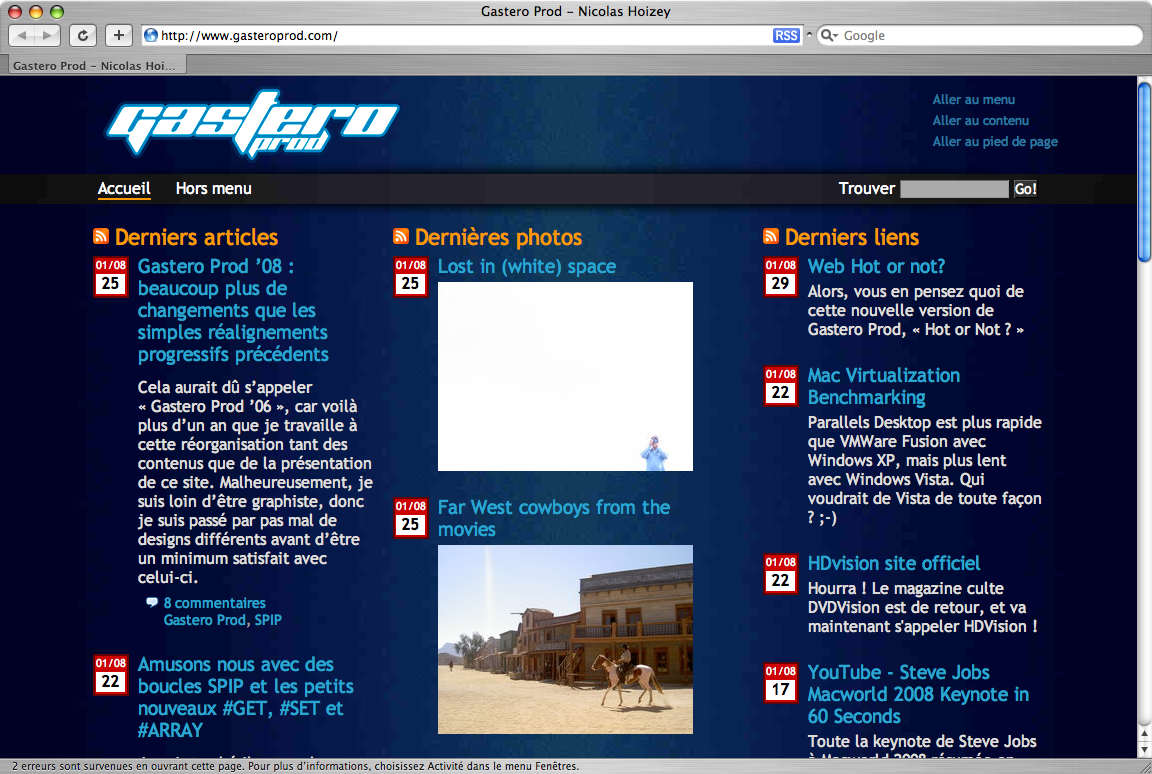 Gastero Prod – Nicolas Hoizey
http://www.gasteroprod.com/
RSS
Google
Gastero Prod – Nicolas Hoi...
gastero
prod
Aller au menu
Aller au contenu
Aller au pied de page
Accueil
Hors menu
Trouver
Go!
Derniers articles
01/08
25
Gastero Prod ’08 :
beaucoup plus de
changements que les
simples réalignements
progressifs précédents
Cela aurait dû s’appeler
« Gastero Prod ’06 », car voilà
plus d’un an que je travaille à
cette réorganisation tant des
contenus que de la présentation
de ce site. Malheureusement, je
suis loin d’être graphiste, donc
je suis passé par pas mal de
designs différents avant d’être
un minimum satisfait avec
celui-ci.
8 commentaires
Gastero Prod, SPIP
01/08
22
Amusons nous avec des
boucles SPIP et les petits
nouveaux #GET, #SET et
#ARRAY
Dernières photos
01/08
25
Lost in (white) space
01/08
25
Far West cowboys from the
movies
Derniers liens
01/08
29
Web Hot or not?
Alors, vous en pensez quoi de
cette nouvelle version de
Gastero Prod, « Hot or Not ? »
01/08
22
Mac Virtualization
Benchmarking
Parallels Desktop est plus rapide
que VMWare Fusion avec
Windows XP, mais plus lent
avec Windows Vista. Qui
voudrait de Vista de toute façon
? ;-)
01/08
22
HDvision site officiel
Hourra ! Le magazine culte
DVDVision est de retour, et va
maintenant s'appeler HDVision !
01/08
17
YouTube - Steve Jobs
Macworld 2008 Keynote in
60 Seconds
Toute la keynote de Steve Jobs
à Macworld 2008 résumée en
2 erreurs sont survenues en ouvrant cette page. Pour plus d’informations, choisissez Activité dans le menu Fenêtres.